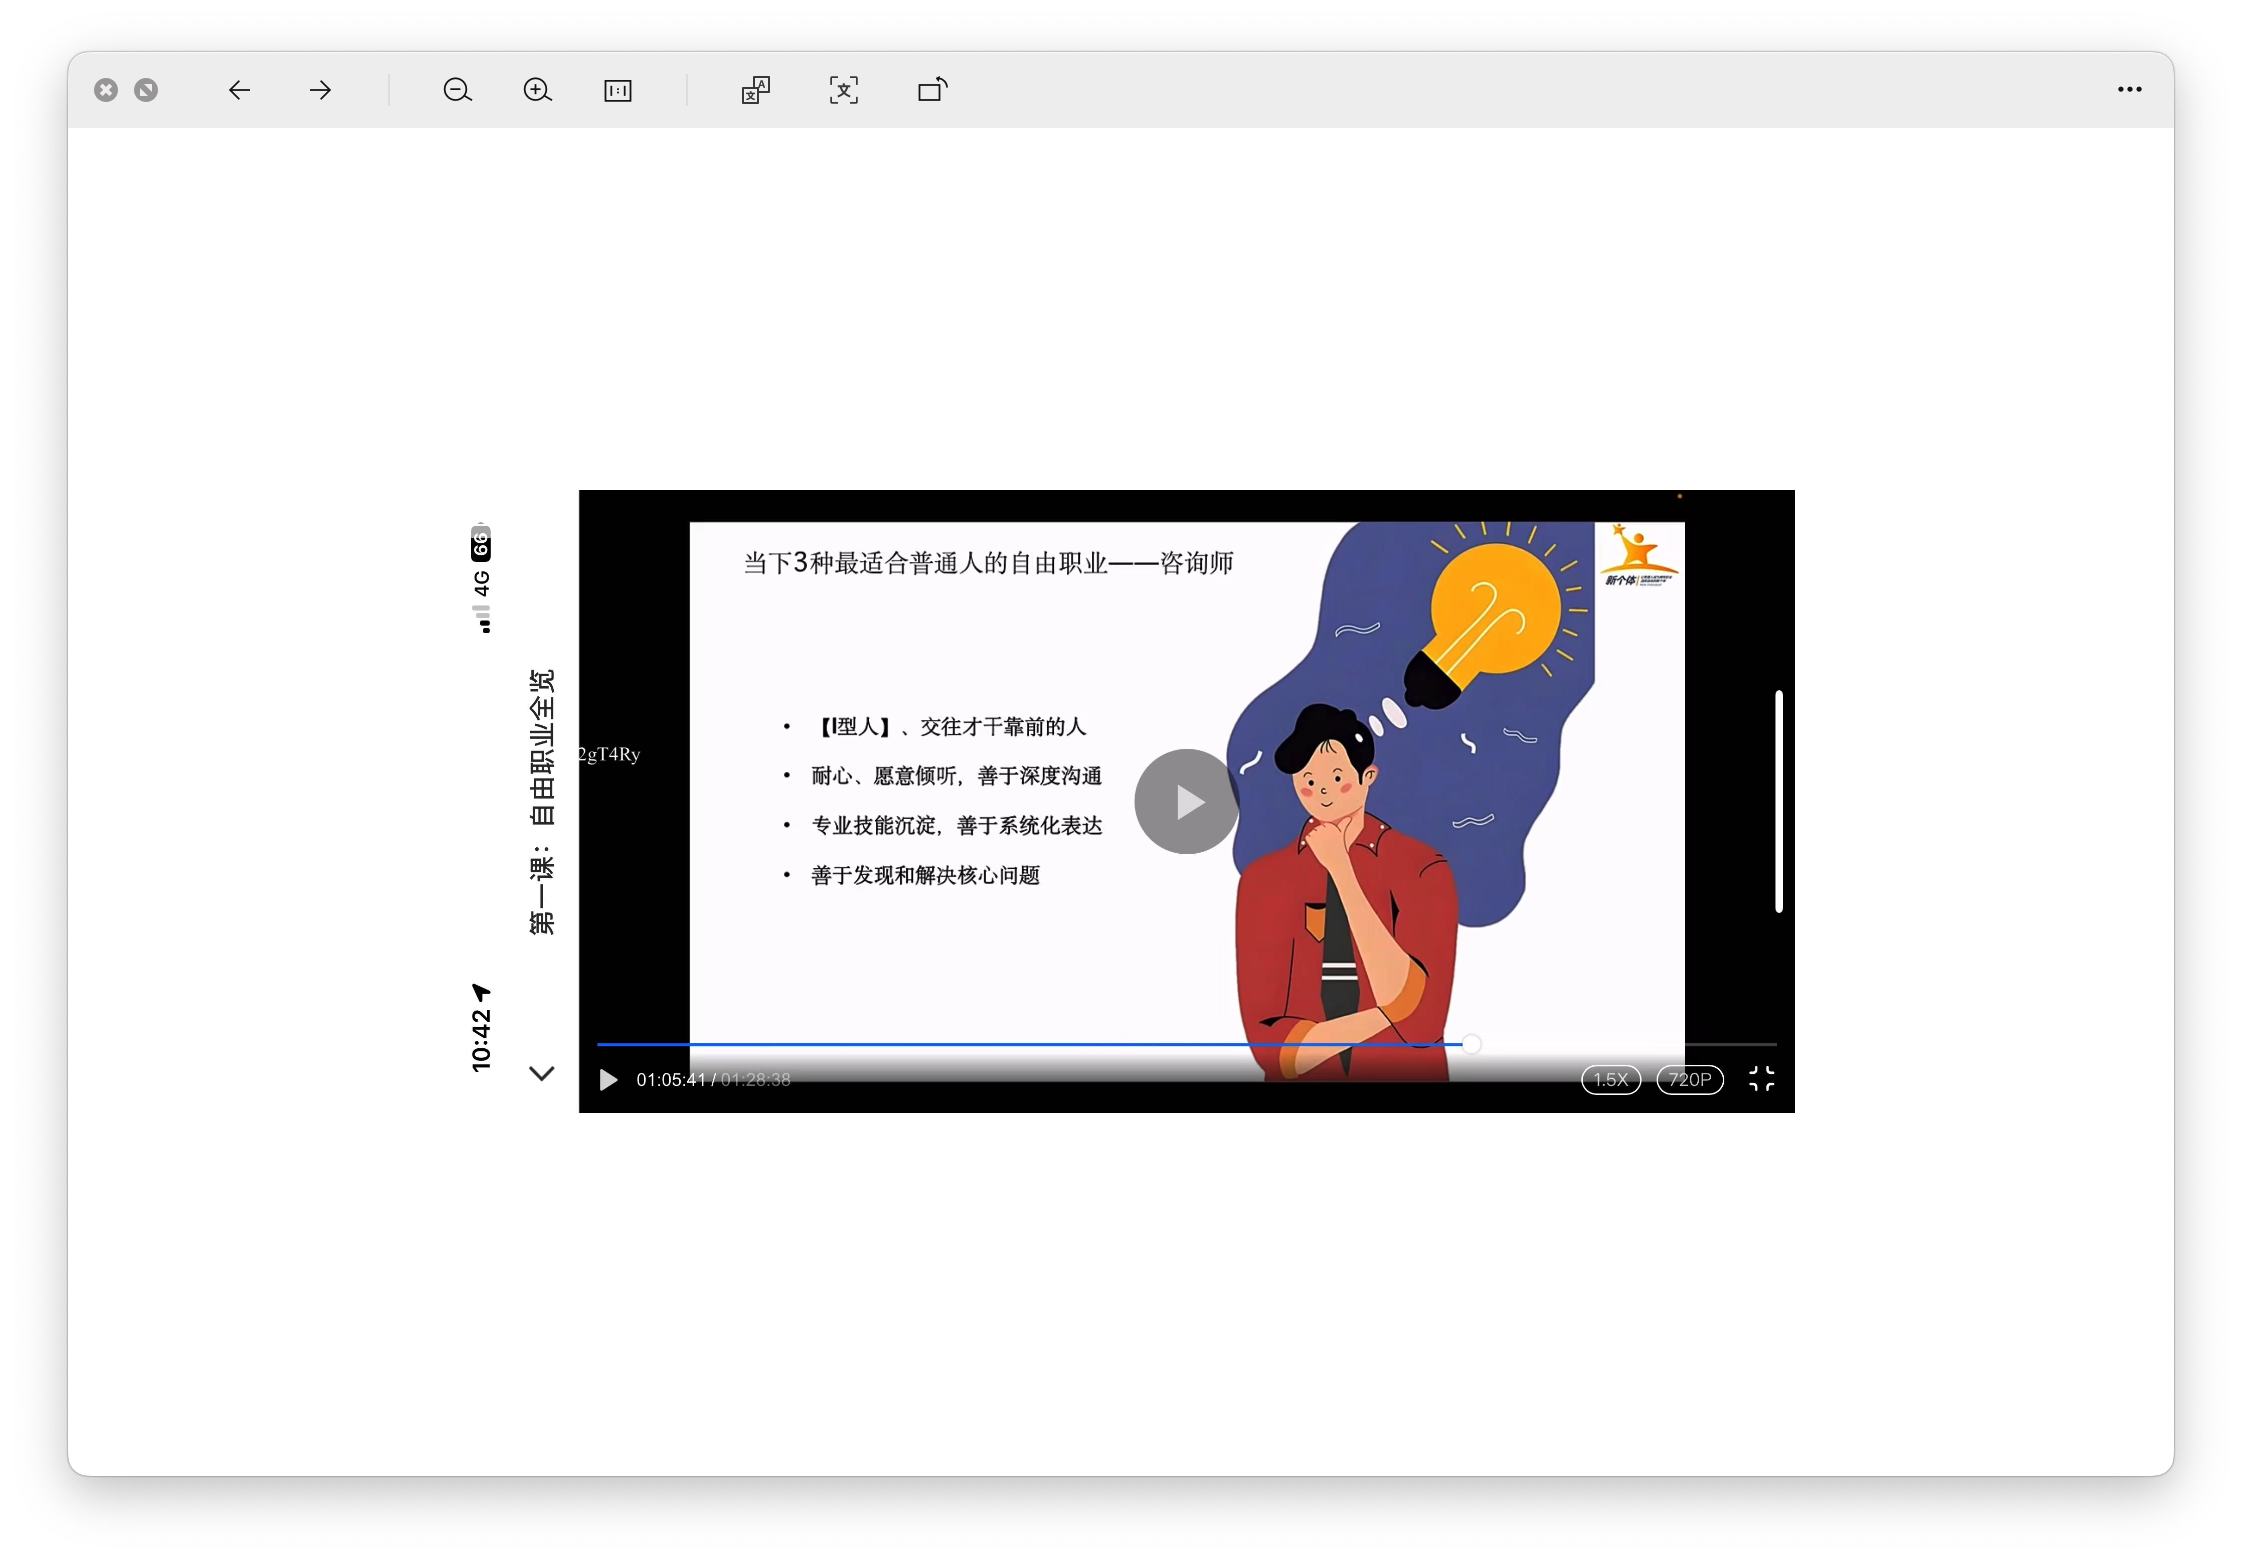 66
4G
10:42
第一课：自由职业全览
2gT4Ry
当下3种最适合普通人的自由职业——咨询师
新个体
• 【I型人】、交往才干靠前的人
• 耐心、愿意倾听，善于深度沟通
• 专业技能沉淀，善于系统化表达
• 善于发现和解决核心问题
01:05:41 / 01:28:38
1.5X
720P